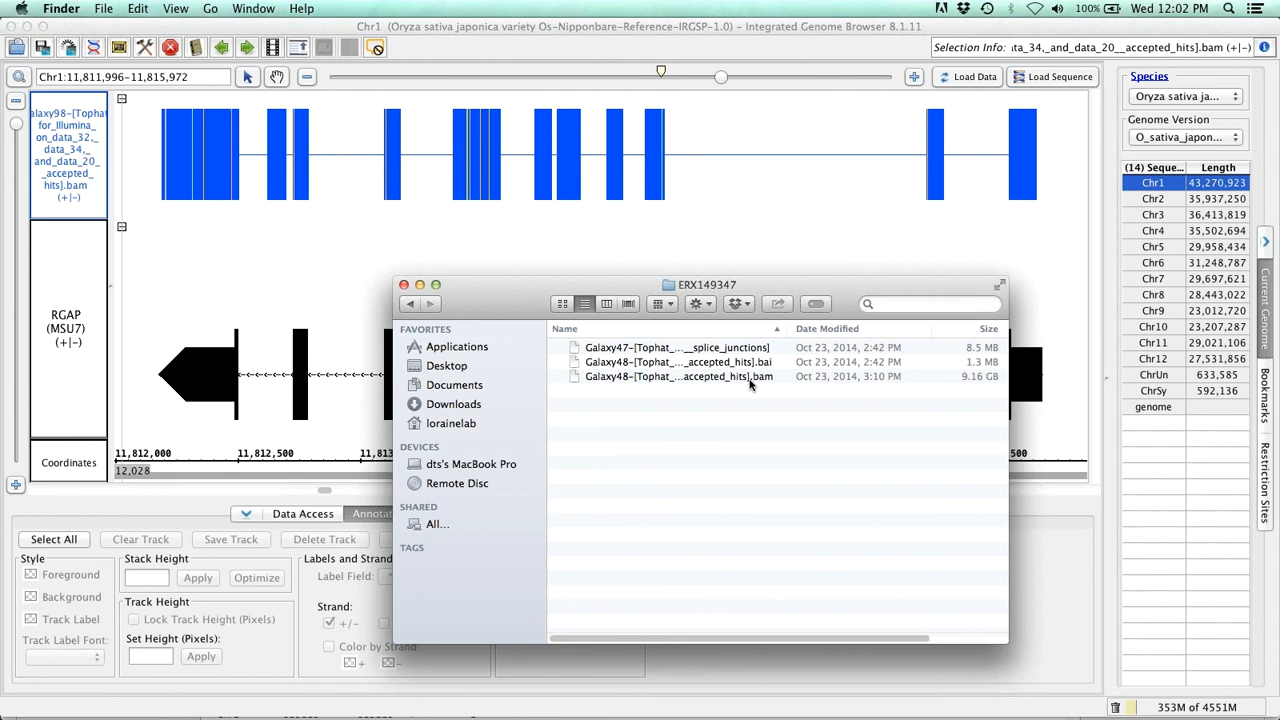 Finder File Edit View Go Window Help 100% Wed 12:02 PM
Chr1 (Oryza sativa japonica variety Os-Nipponbare-Reference-IRGSP-1.0) - Integrated Genome Browser 8.1.11
Selection Info: ıta_34,_and_data_20__accepted_hits].bam (+|-)
Chr1:11,811,996-11,815,972
Load Data
Load Sequence
alaxy98-[Tophat
for_Illumina_
on_data_32,_
data_34,_
and_data_20_
_accepted_
hits].bam
(+|-)
RGAP
(MSU7)
(+|-)
Coordinates
11,812,000 11,812,500 11,813 500
12,028
Species
Oryza sativa ja...
Genome Version
O_sativa_japon...
(14) Seque... Length
Chr1 43,270,923
Chr2 35,937,250
Chr3 36,413,819
Chr4 35,502,694
Chr5 29,958,434
Chr6 31,248,787
Chr7 29,697,621
Chr8 28,443,022
Chr9 23,012,720
Chr10 23,207,287
Chr11 29,021,106
Chr12 27,531,856
ChrUn 633,585
ChrSy 592,136
genome
Current Genome
Bookmarks
Restriction Sites
ERX149347
FAVORITES
Applications
Desktop
Documents
Downloads
lorainelab
DEVICES
dts's MacBook Pro
Remote Disc
SHARED
All...
TAGS
Name Date Modified Size
Galaxy47-[Tophat_...__splice_junctions] Oct 23, 2014, 2:42 PM 8.5 MB
Galaxy48-[Tophat_..._accepted_hits].bai Oct 23, 2014, 2:42 PM 1.3 MB
Galaxy48-[Tophat_...accepted_hits].bam Oct 23, 2014, 3:10 PM 9.16 GB
Data Access Annotat
Select All Clear Track Save Track Delete Track
Style
Foreground
Background
Track Label
Track Label Font:
Stack Height
Apply Optimize
Track Height
Lock Track Height (Pixels)
Set Height (Pixels):
Apply
Labels and Strand
Label Field:
Strand:
+/-
Color by Strand:
+ -
353M of 4551M